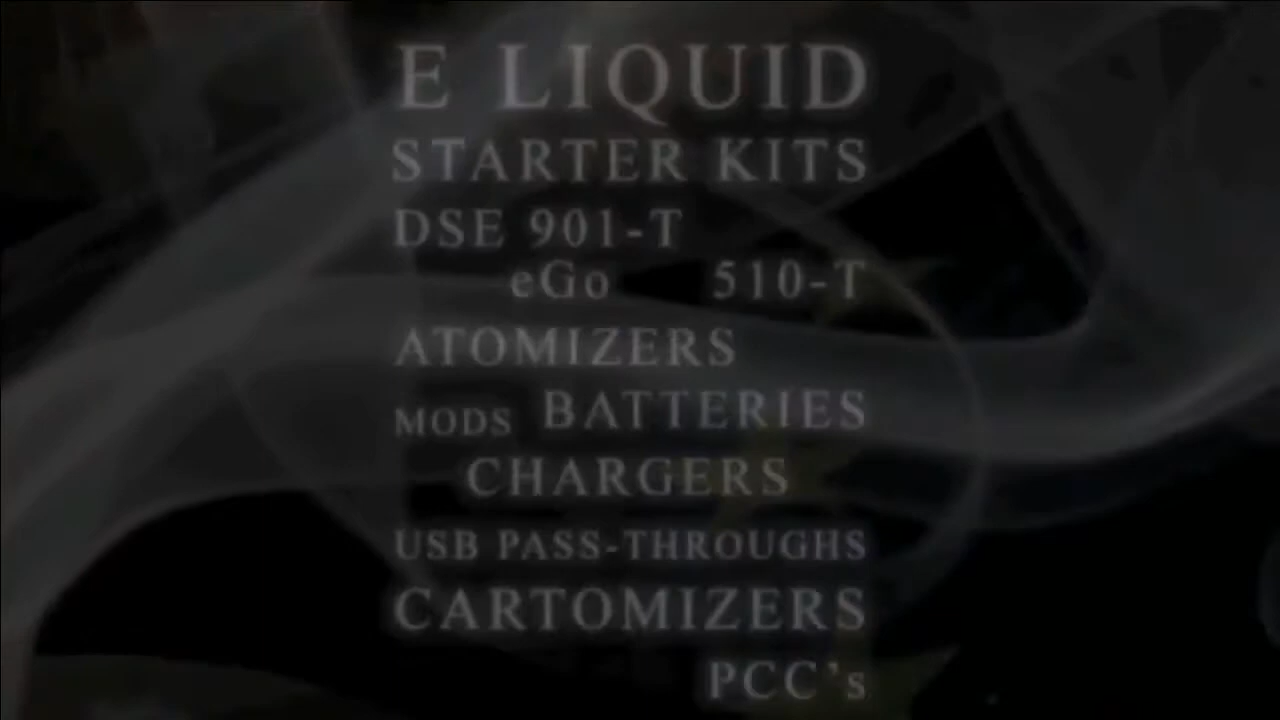 E LIQUID
STARTER KITS
DSE 901-T
eGo 510-T
ATOMIZERS
MODS BATTERIES
CHARGERS
USB PASS-THROUGHS
CARTOMIZERS
PCC's